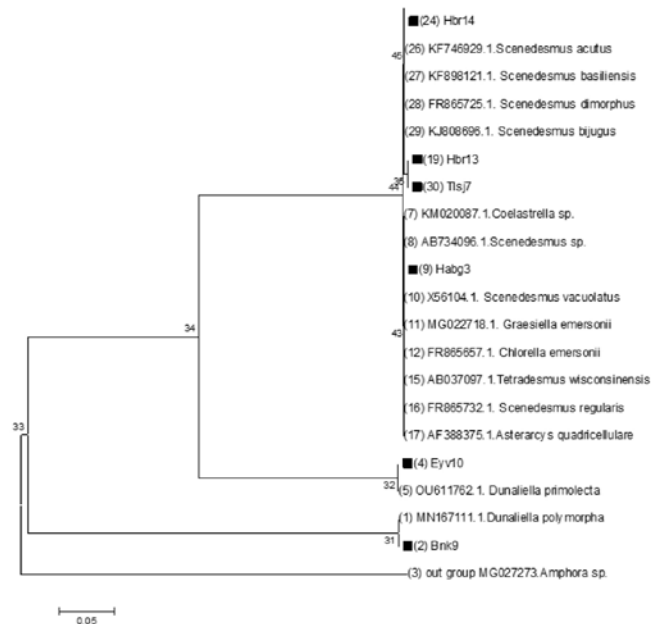 (24) Hbr14
45
(26) KF746929.1.Scenedesmus acutus
(27) KF898121.1. Scenedesmus basiliensis
(28) FR865725.1. Scenedesmus dimorphus
(29) KJ808696.1. Scenedesmus bijugus
(19) Hbr13
44
(30) Tlsj7
(7) KM020087.1.Coelastrella sp.
(8) AB734096.1.Scenedesmus sp.
(9) Habg3
(10) X56104.1. Scenedesmus vacuolatus
34
(11) MG022718.1. Graesiella emersonii
43
(12) FR865657.1. Chlorella emersonii
(15) AB037097.1.Tetradesmus wisconsinensis
(16) FR865732.1. Scenedesmus regularis
33
(17) AF388375.1.Asterarcys quadricellulare
(4) Eyv10
32
(5) OU611762.1. Dunaliella primolecta
(1) MN167111.1.Dunaliella polymorpha
31
(2) Bnk9
(3) out group MG027273.Amphora sp.
0.05